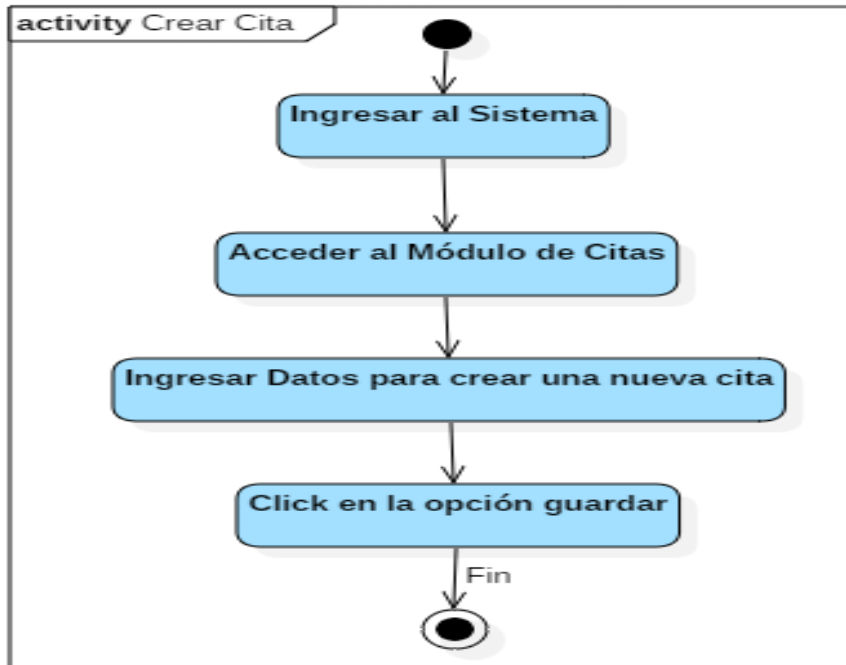 activity Crear Cita
Ingresar al Sistema
Acceder al Módulo de Citas
Ingresar Datos para crear una nueva cita
Click en la opción guardar
Fin